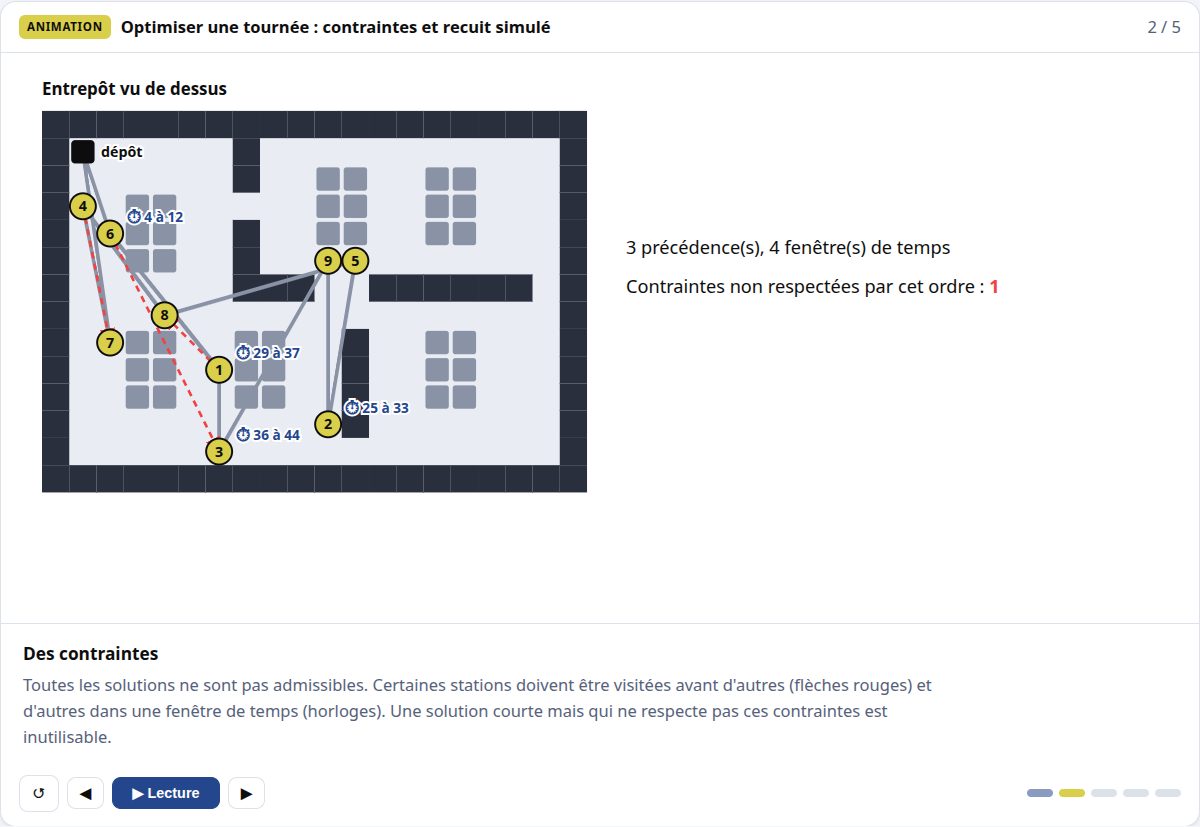 ANIMATION Optimiser une tournée : contraintes et recuit simulé 2 / 5
Entrepôt vu de dessus
dépôt
4
6
⏱ 4 à 12
9
5
8
7
1
⏱ 29 à 37
2
⏱ 25 à 33
3
⏱ 36 à 44
3 précédence(s), 4 fenêtre(s) de temps
Contraintes non respectées par cet ordre : 1
Des contraintes
Toutes les solutions ne sont pas admissibles. Certaines stations doivent être visitées avant d'autres (flèches rouges) et
d'autres dans une fenêtre de temps (horloges). Une solution courte mais qui ne respecte pas ces contraintes est
inutilisable.
↺ ◀ ▶ Lecture ▶